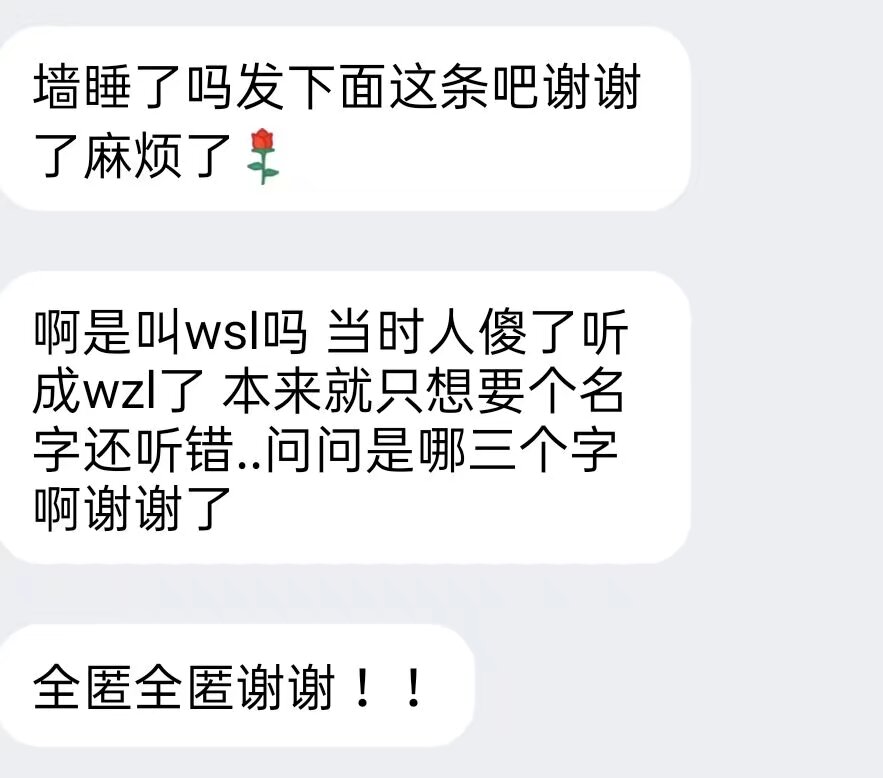 墙睡了吗发下面这条吧谢谢
了麻烦了🌹
啊是叫wsl吗 当时人傻了听
成wzl了 本来就只想要个名
字还听错..问问是哪三个字
啊谢谢了
全匿全匿谢谢！！